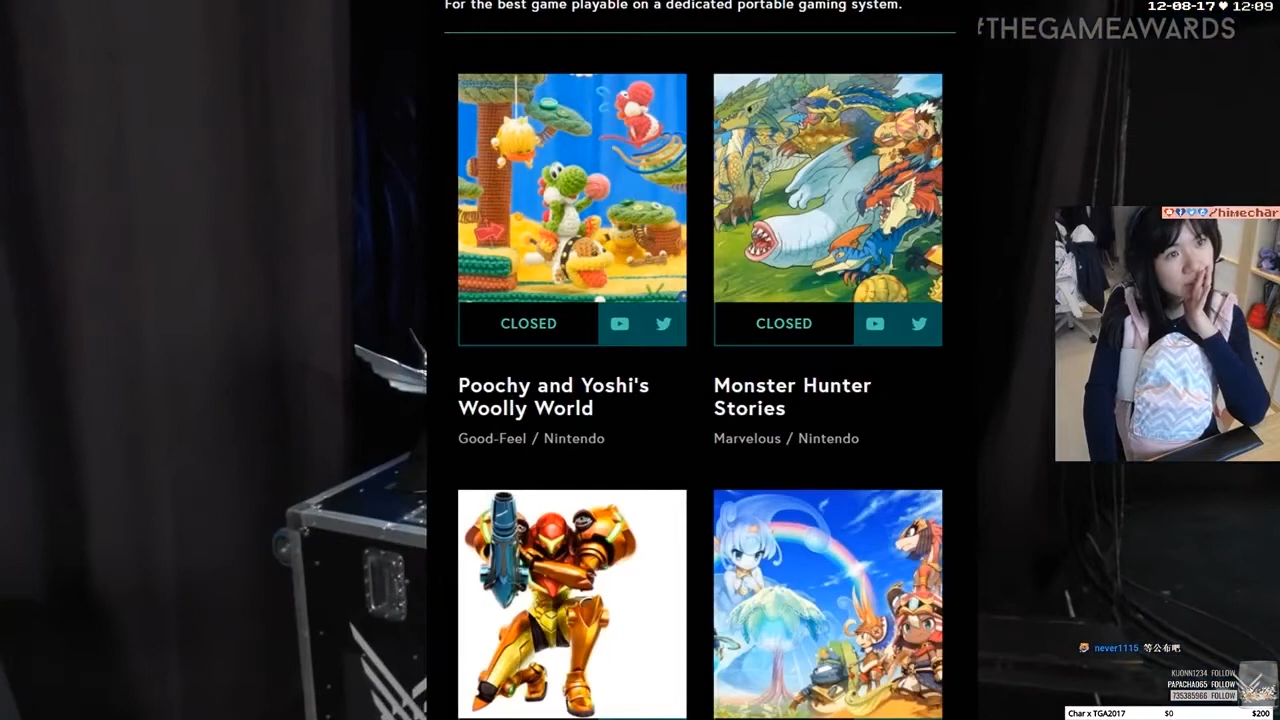 For the best game playable on a dedicated portable gaming system.
12-08-17 ♥ 12:09
#THEGAMEAWARDS
/himechar
CLOSED
CLOSED
Poochy and Yoshi's
Woolly World
Good-Feel / Nintendo
Monster Hunter
Stories
Marvelous / Nintendo
never1115 等公布吧
KUONN1234 FOLLOW
PAPACHA065 FOLLOW
735385966 FOLLOW
Char x TGA2017 $0 $200